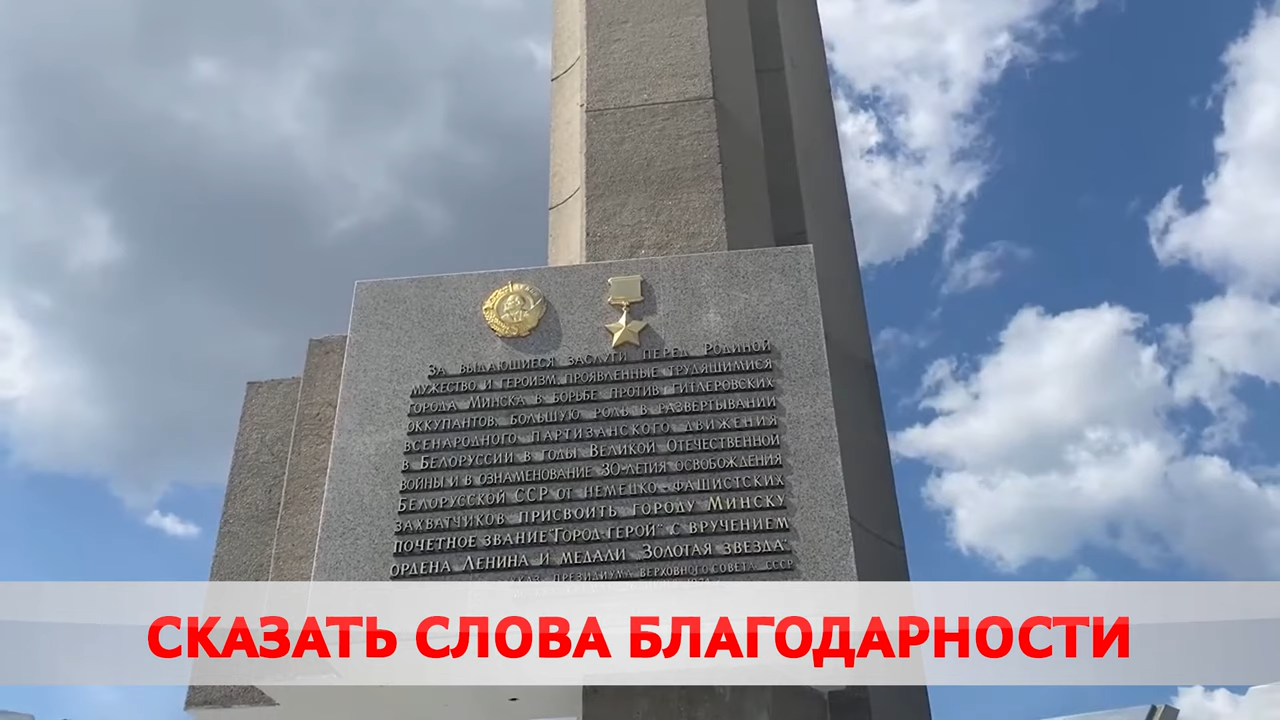 За выдающиеся заслуги перед Родиной
мужество и героизм, проявленные трудящимися
города Минска в борьбе против гитлеровских
оккупантов, большую роль в развертывании
всенародного партизанского движения
в Белоруссии в годы Великой Отечественной
войны и в ознаменование 30-летия освобождения
Белорусской ССР от немецко-фашистских
захватчиков присвоить городу Минску
почетное звание "Город-герой" с вручением
ордена Ленина и медали "Золотая звезда".
указ президиума верховного совета СССР
СКАЗАТЬ СЛОВА БЛАГОДАРНОСТИ